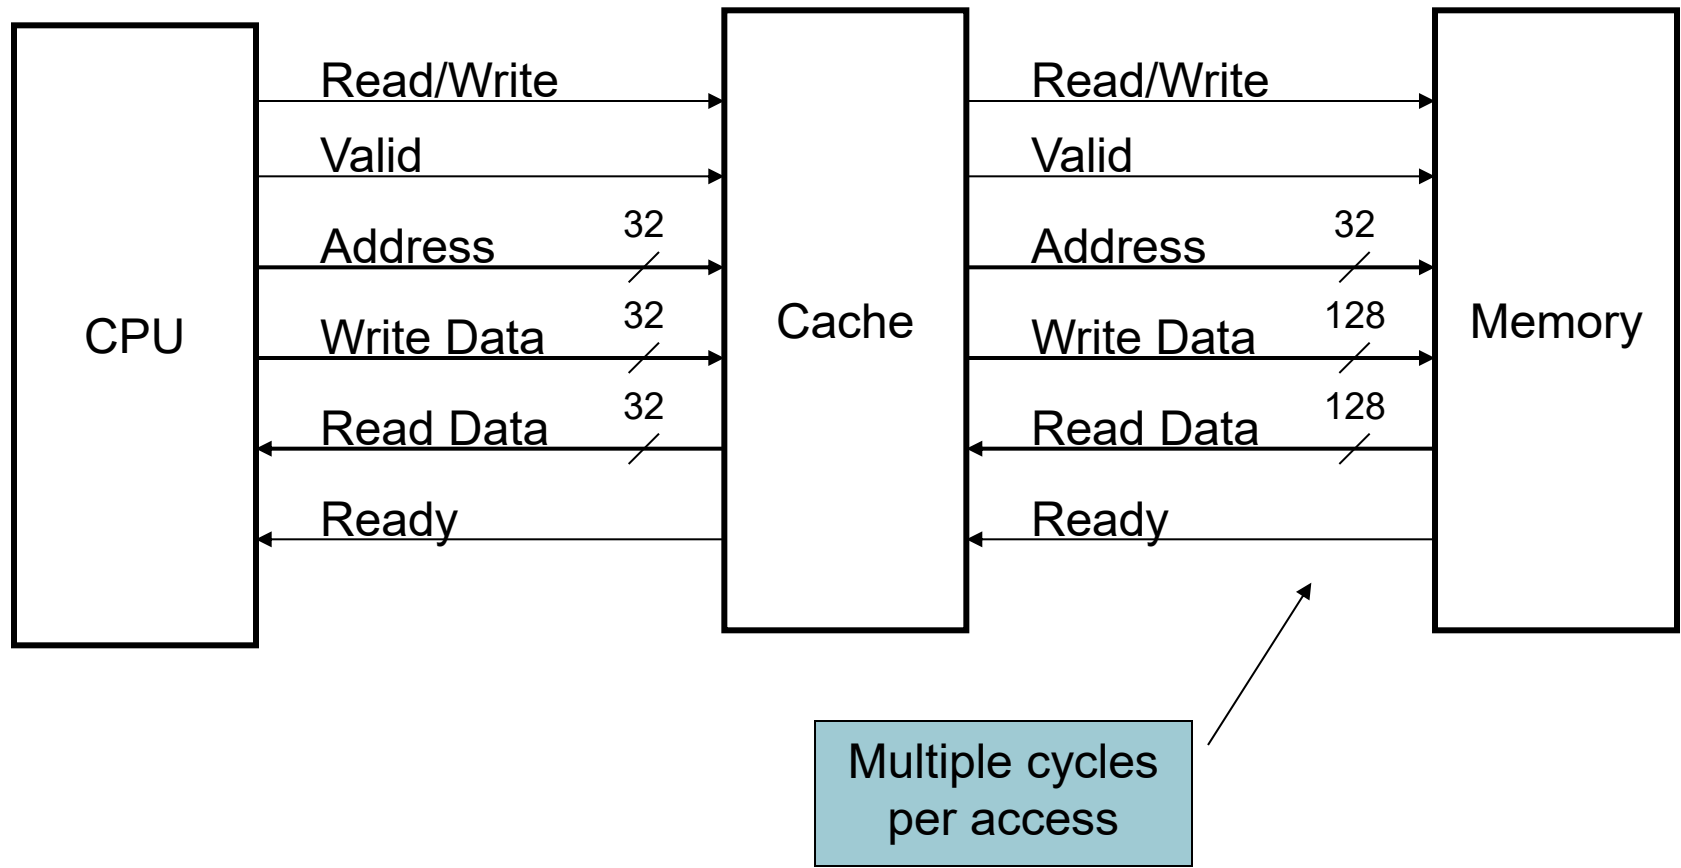 Read/Write
Read/Write
Valid
Valid
32
32
Address
Address
32
128
CPU
Write Data
Cache
Write Data
Memory
32
128
Read Data
Read Data
Ready
Ready
Multiple cycles
per access